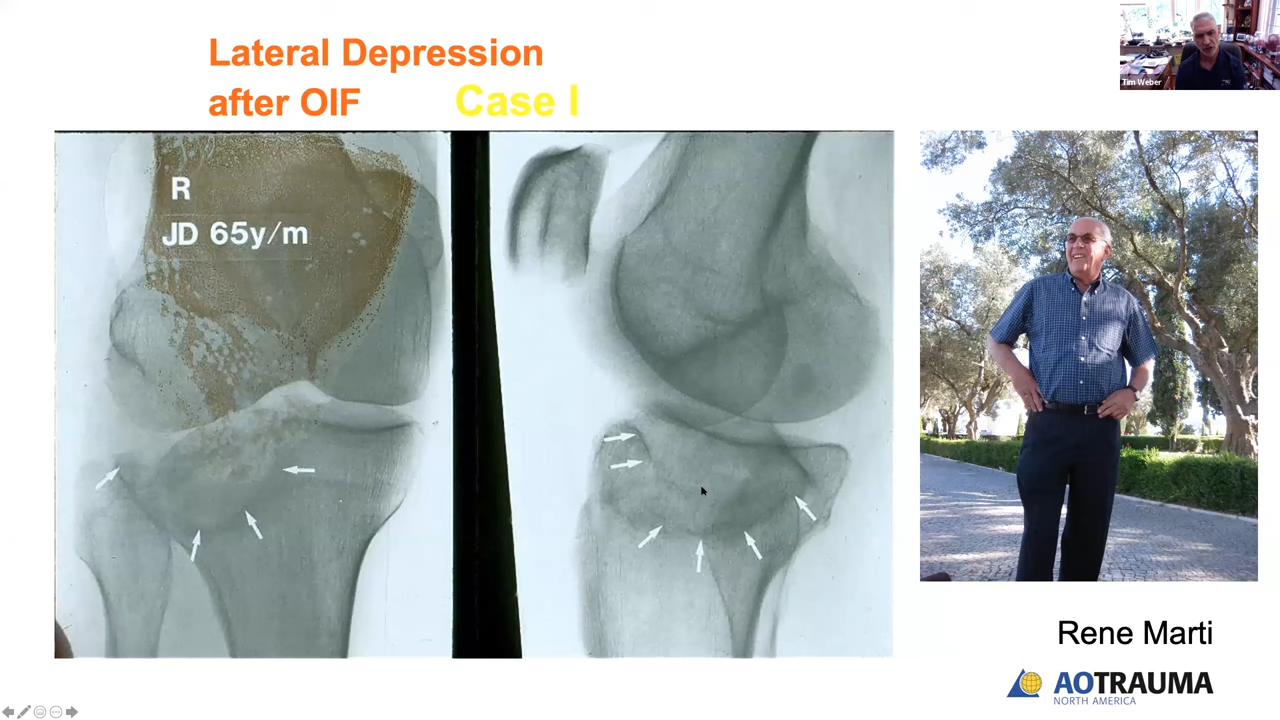 Lateral Depression
after OIF
Case I
Tim Weber
R
JD 65y/m
Rene Marti
AOTRAUMA
NORTH AMERICA